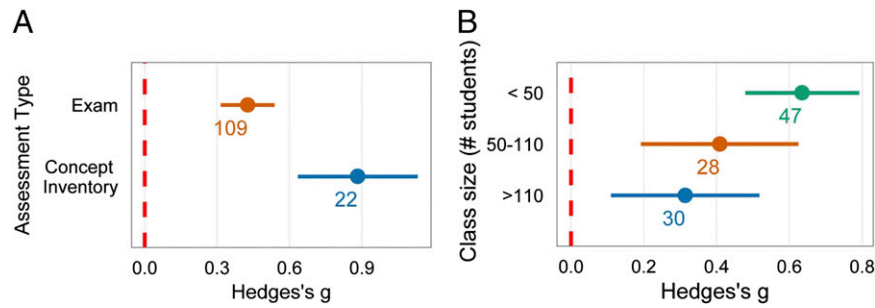 A
Assessment Type
Exam
109
Concept
Inventory
22
0.0 0.3 0.6 0.9
Hedges's g
B
Class size (# students)
< 50
47
50-110
28
>110
30
0.0 0.2 0.4 0.6 0.8
Hedges's g